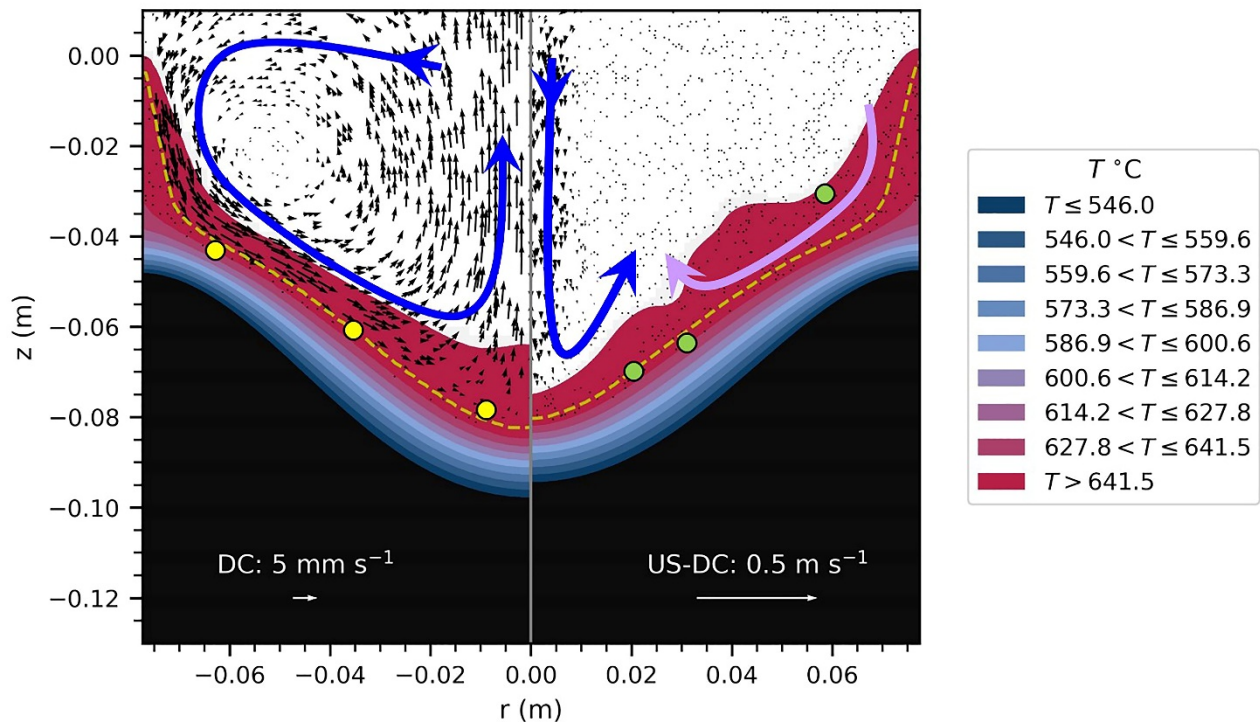 0.00
−0.02
−0.04
−0.06
−0.08
−0.10
−0.12
z (m)
DC: 5 mm s⁻¹
US-DC: 0.5 m s⁻¹
−0.06 −0.04 −0.02 0.00 0.02 0.04 0.06
r (m)
T °C
T ≤ 546.0
546.0 < T ≤ 559.6
559.6 < T ≤ 573.3
573.3 < T ≤ 586.9
586.9 < T ≤ 600.6
600.6 < T ≤ 614.2
614.2 < T ≤ 627.8
627.8 < T ≤ 641.5
T > 641.5